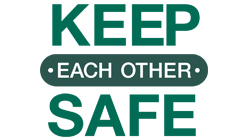 KEEP
• EACH OTHER •
SAFE